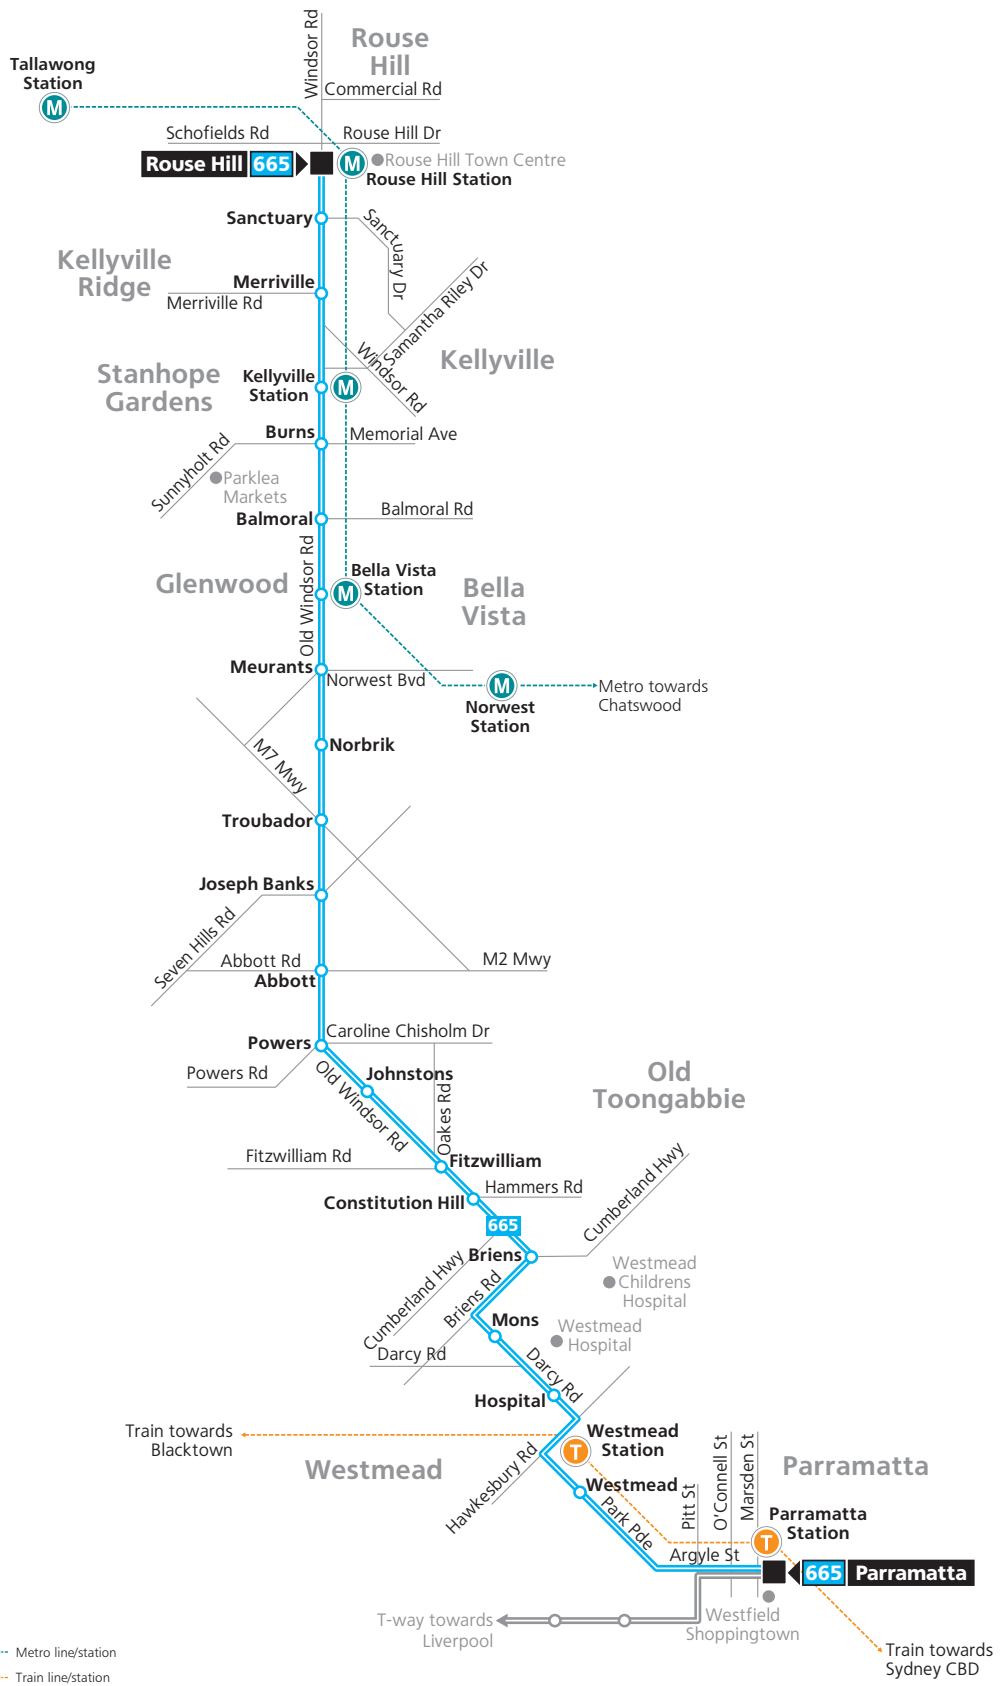 Windsor Rd
Rouse
Hill
Tallawong
Station
M
Commercial Rd
Schofields Rd
Rouse Hill Dr
Rouse Hill 665
M
Rouse Hill Town Centre
Rouse Hill Station
Sanctuary
Sanctuary Dr
Kellyville
Ridge
Merriville
Merriville Rd
Samantha Riley Dr
Windsor Rd
Kellyville
Stanhope
Gardens
Kellyville
Station
M
Burns
Memorial Ave
Sunnyholt Rd
Parklea
Markets
Balmoral
Balmoral Rd
Old Windsor Rd
Glenwood
Bella Vista
Station
M
Bella
Vista
Meurants
Norwest Bvd
M
Norwest
Station
Metro towards
Chatswood
Norbrik
M7 Mwy
Troubador
Joseph Banks
Seven Hills Rd
Abbott Rd
M2 Mwy
Abbott
Caroline Chisholm Dr
Powers
Powers Rd
Old Windsor Rd
Johnstons
Oakes Rd
Old
Toongabbie
Fitzwilliam Rd
Fitzwilliam
Hammers Rd
Constitution Hill
665
Cumberland Hwy
Briens
Cumberland Hwy
Briens Rd
Westmead
Childrens
Hospital
Mons
Westmead
Hospital
Darcy Rd
Darcy Rd
Hospital
Train towards
Blacktown
Westmead
Station
T
Westmead
Hawkesbury Rd
Westmead
Park Pde
Pitt St
O'Connell St
Marsden St
Parramatta
Parramatta
Station
T
Argyle St
665 Parramatta
T-way towards
Liverpool
Westfield
Shoppingtown
Train towards
Sydney CBD
Metro line/station
Train line/station